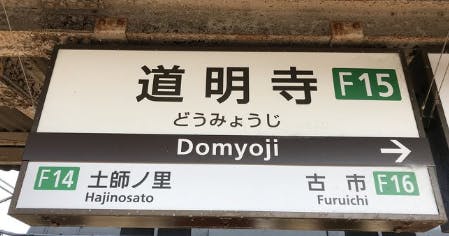 道明寺 F15
どうみょうじ
Domyoji →
F14 土師ノ里 古市 F16
Hajinosato Furuichi